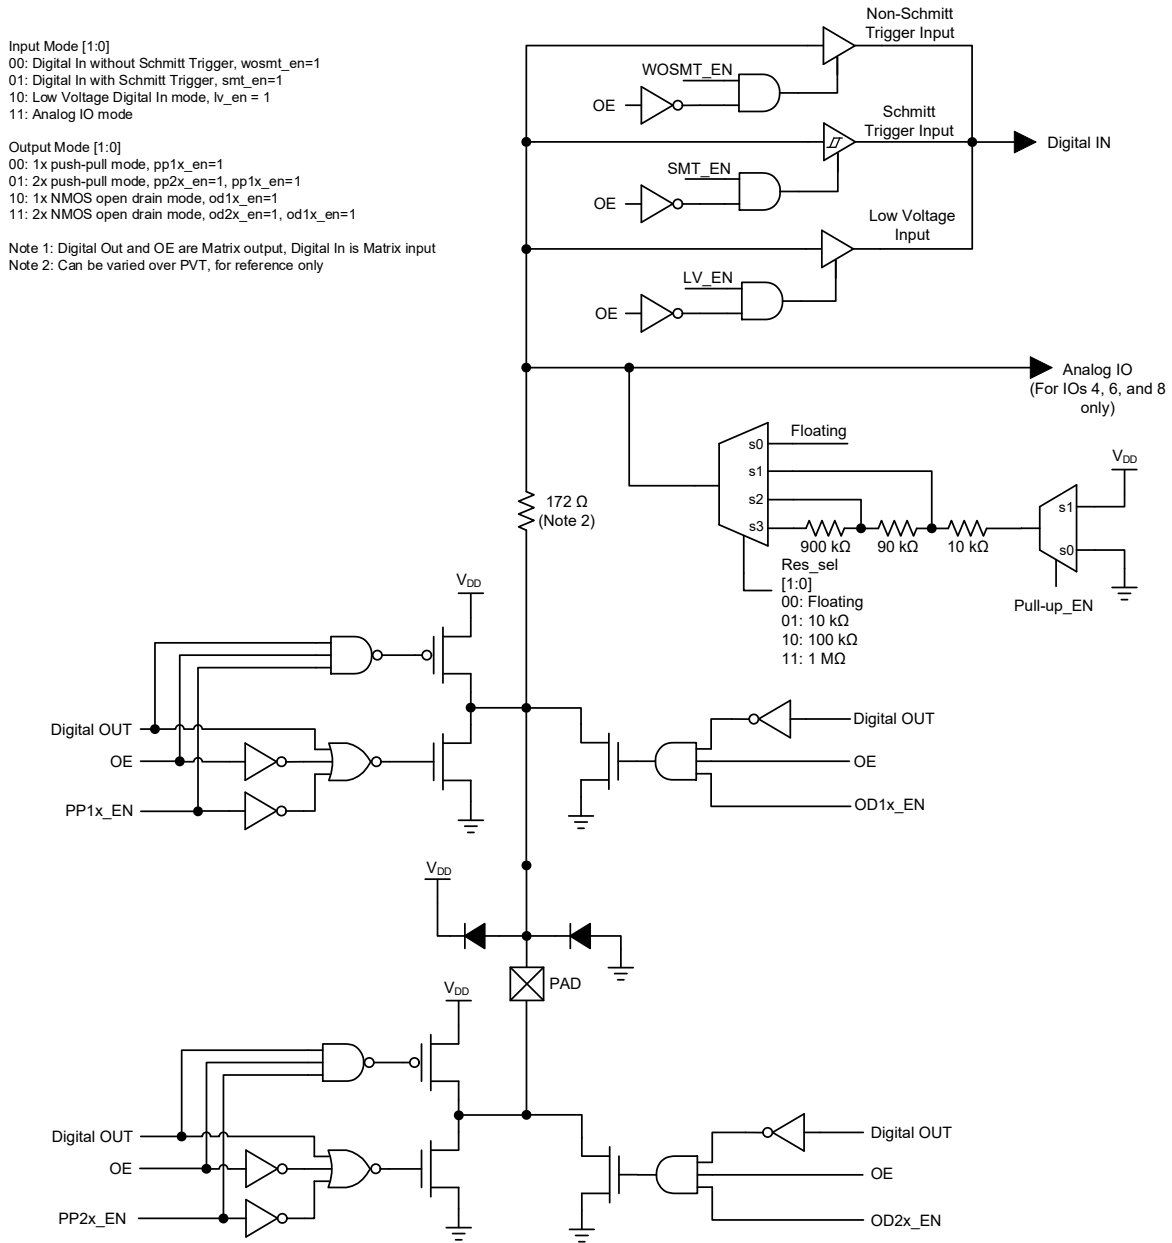 Input Mode [1:0]
00: Digital In without Schmitt Trigger, wosmt_en=1
01: Digital In with Schmitt Trigger, smt_en=1
10: Low Voltage Digital In mode, lv_en = 1
11: Analog IO mode
Output Mode [1:0]
00: 1x push-pull mode, pp1x_en=1
01: 2x push-pull mode, pp2x_en=1, pp1x_en=1
10: 1x NMOS open drain mode, od1x_en=1
11: 2x NMOS open drain mode, od2x_en=1, od1x_en=1
Note 1: Digital Out and OE are Matrix output, Digital In is Matrix input
Note 2: Can be varied over PVT, for reference only
Non-Schmitt
Trigger Input
WOSMT_EN
OE
Schmitt
Trigger Input
Digital IN
SMT_EN
OE
Low Voltage
Input
LV_EN
OE
Analog IO
(For IOs 4, 6, and 8
only)
s0
Floating
s1
s2
s3
900 kΩ
90 kΩ
10 kΩ
VDD
s1
s0
Pull-up_EN
172 Ω
(Note 2)
Res_sel
[1:0]
00: Floating
01: 10 kΩ
10: 100 kΩ
11: 1 MΩ
VDD
Digital OUT
OE
PP1x_EN
Digital OUT
OE
OD1x_EN
VDD
PAD
VDD
Digital OUT
OE
PP2x_EN
Digital OUT
OE
OD2x_EN